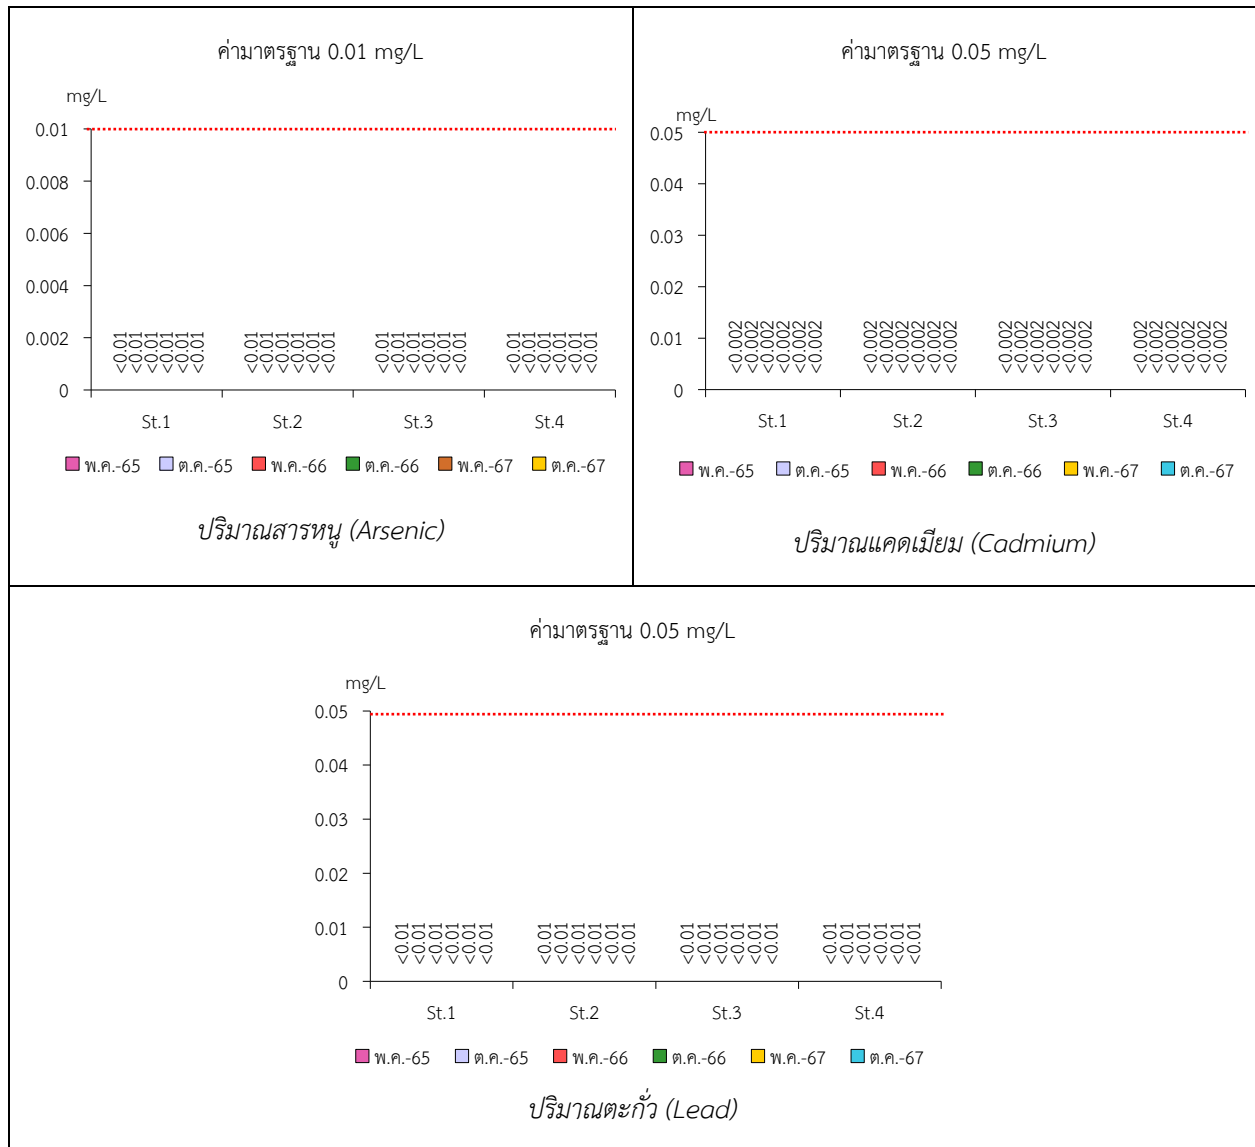 ค่ามาตรฐาน 0.01 mg/L
mg/L
0.01
0.008
0.006
0.004
0.002
0
<0.01 <0.01 <0.01 <0.01 <0.01 <0.01
<0.01 <0.01 <0.01 <0.01 <0.01 <0.01
<0.01 <0.01 <0.01 <0.01 <0.01 <0.01
<0.01 <0.01 <0.01 <0.01 <0.01 <0.01
St.1 St.2 St.3 St.4
พ.ค.-65 ต.ค.-65 พ.ค.-66 ต.ค.-66 พ.ค.-67 ต.ค.-67
ปริมาณสารหนู (Arsenic)
ค่ามาตรฐาน 0.05 mg/L
mg/L
0.05
0.04
0.03
0.02
0.01
0
<0.002 <0.002 <0.002 <0.002 <0.002 <0.002
<0.002 <0.002 <0.002 <0.002 <0.002 <0.002
<0.002 <0.002 <0.002 <0.002 <0.002 <0.002
<0.002 <0.002 <0.002 <0.002 <0.002 <0.002
St.1 St.2 St.3 St.4
พ.ค.-65 ต.ค.-65 พ.ค.-66 ต.ค.-66 พ.ค.-67 ต.ค.-67
ปริมาณแคดเมียม (Cadmium)
ค่ามาตรฐาน 0.05 mg/L
mg/L
0.05
0.04
0.03
0.02
0.01
0
<0.01 <0.01 <0.01 <0.01 <0.01 <0.01
<0.01 <0.01 <0.01 <0.01 <0.01 <0.01
<0.01 <0.01 <0.01 <0.01 <0.01 <0.01
<0.01 <0.01 <0.01 <0.01 <0.01 <0.01
St.1 St.2 St.3 St.4
พ.ค.-65 ต.ค.-65 พ.ค.-66 ต.ค.-66 พ.ค.-67 ต.ค.-67
ปริมาณตะกั่ว (Lead)